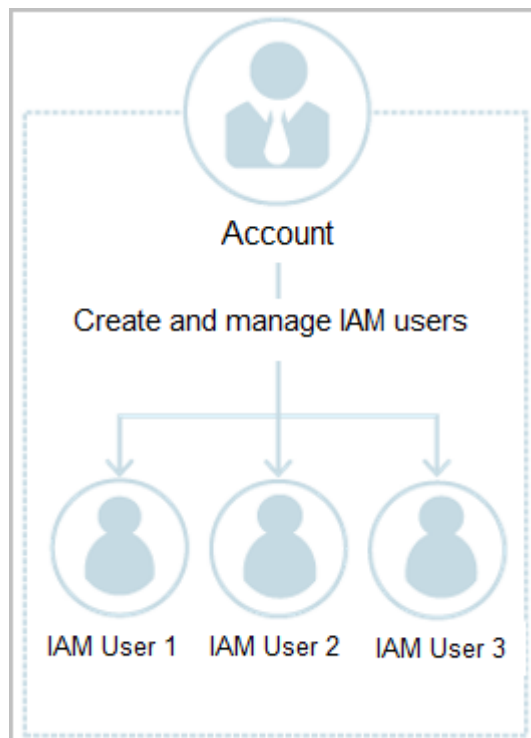 Account
Create and manage IAM users
IAM User 1
IAM User 2
IAM User 3